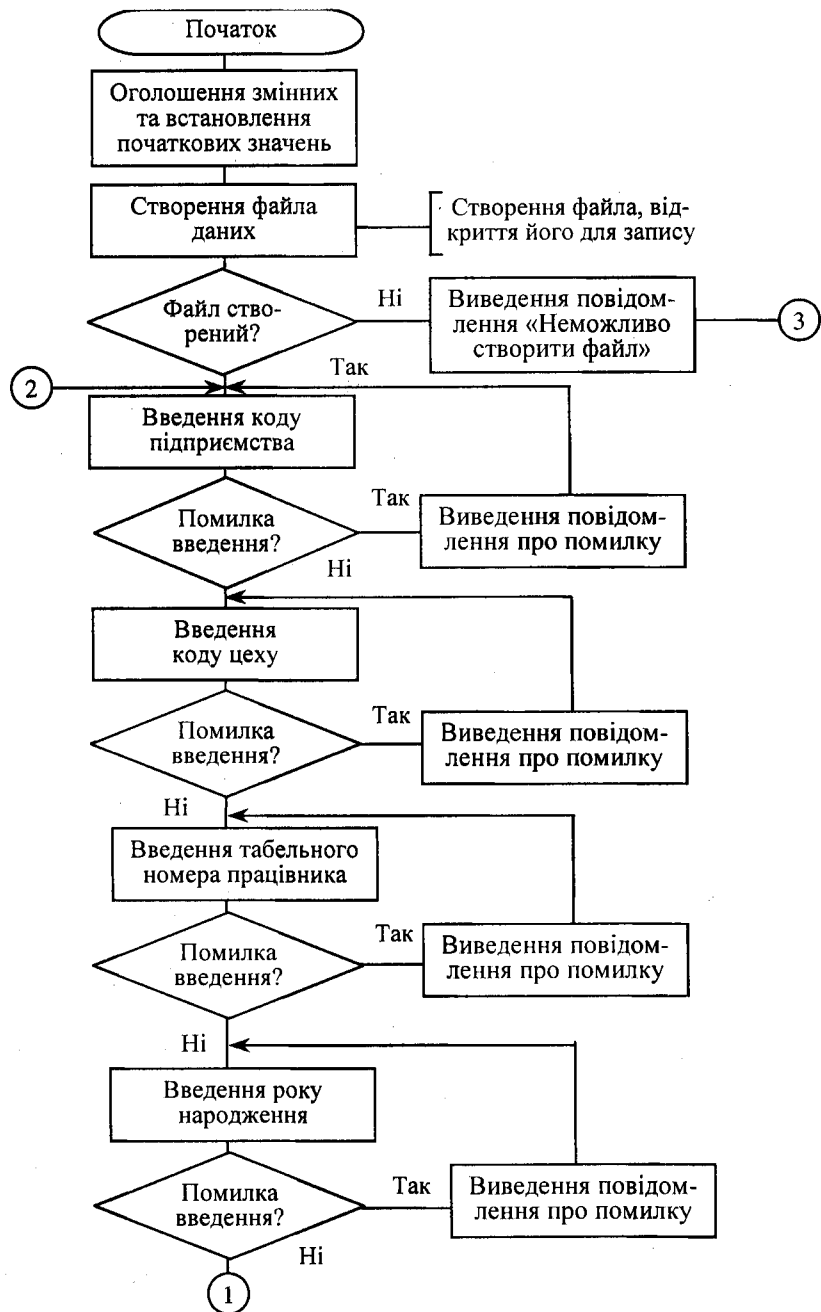 Початок
Оголошення змінних
та встановлення
початкових значень
Створення файла
даних
Створення файла, від-
криття його для запису
Файл ство-
рений?
Ні
Виведення повідом-
лення «Неможливо
створити файл»
3
Так
2
Введення коду
підприємства
Помилка
введення?
Так
Виведення повідом-
лення про помилку
Ні
Введення
коду цеху
Помилка
введення?
Так
Виведення повідом-
лення про помилку
Ні
Введення табельного
номера працівника
Помилка
введення?
Так
Виведення повідом-
лення про помилку
Ні
Введення року
народження
Помилка
введення?
Так
Виведення повідом-
лення про помилку
Ні
1